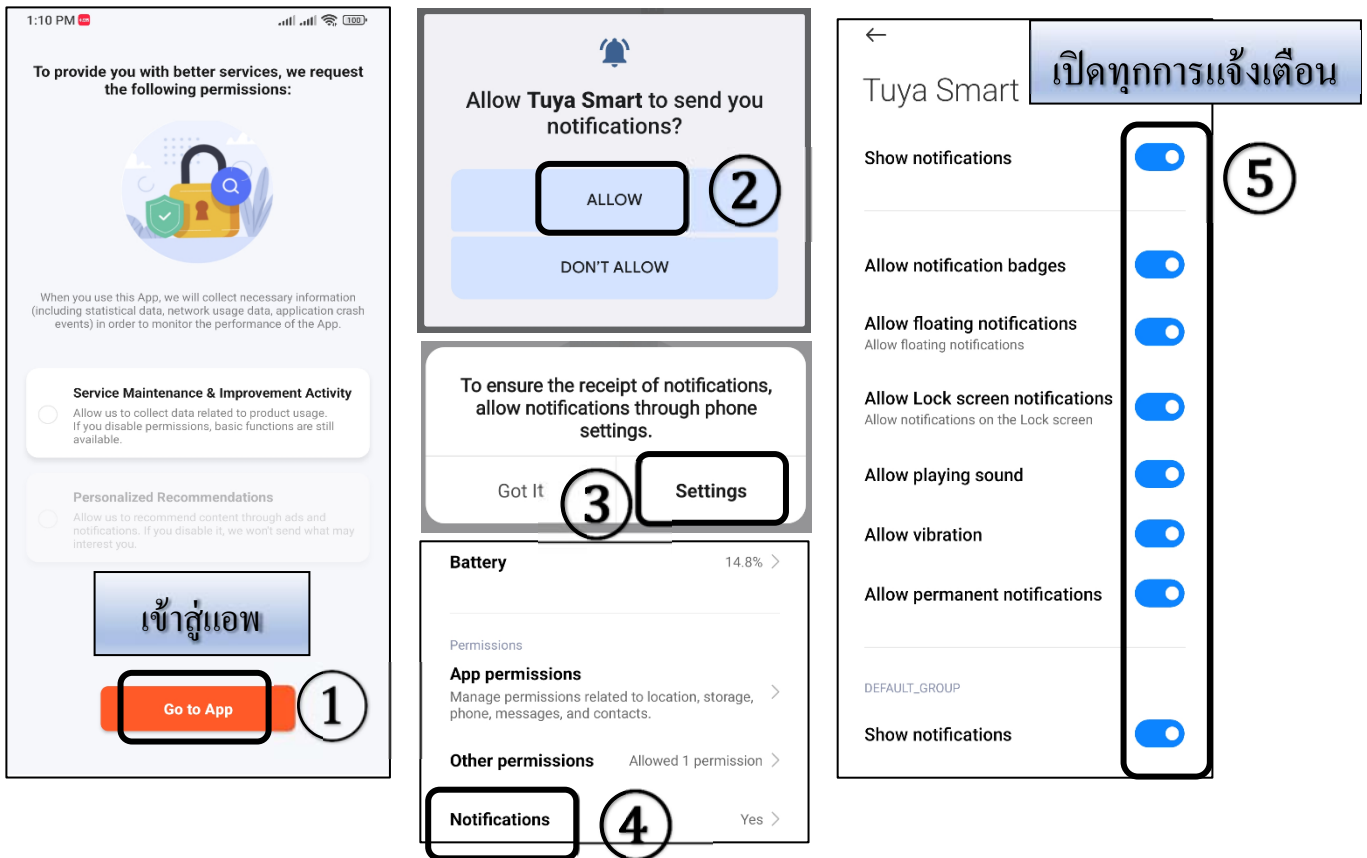 1:10 PM
100
To provide you with better services, we request
the following permissions:
When you use this App, we will collect necessary information
(including statistical data, network usage data, application crash
events) in order to monitor the performance of the App.
Service Maintenance & Improvement Activity
Allow us to collect data related to product usage.
If you disable permissions, basic functions are still
available.
Personalized Recommendations
Allow us to recommend content through ads and
notifications. If you disable it, we won't send what may
interest you.
เข้าสู่แอพ
Go to App
1
Allow Tuya Smart to send you
notifications?
ALLOW
2
DON'T ALLOW
To ensure the receipt of notifications,
allow notifications through phone
settings.
Got It
3
Settings
Battery 14.8%
Permissions
App permissions
Manage permissions related to location, storage,
phone, messages, and contacts.
Other permissions Allowed 1 permission
Notifications 4 Yes
เปิดทุกการแจ้งเตือน
Tuya Smart
Show notifications
5
Allow notification badges
Allow floating notifications
Allow floating notifications
Allow Lock screen notifications
Allow notifications on the Lock screen
Allow playing sound
Allow vibration
Allow permanent notifications
DEFAULT_GROUP
Show notifications